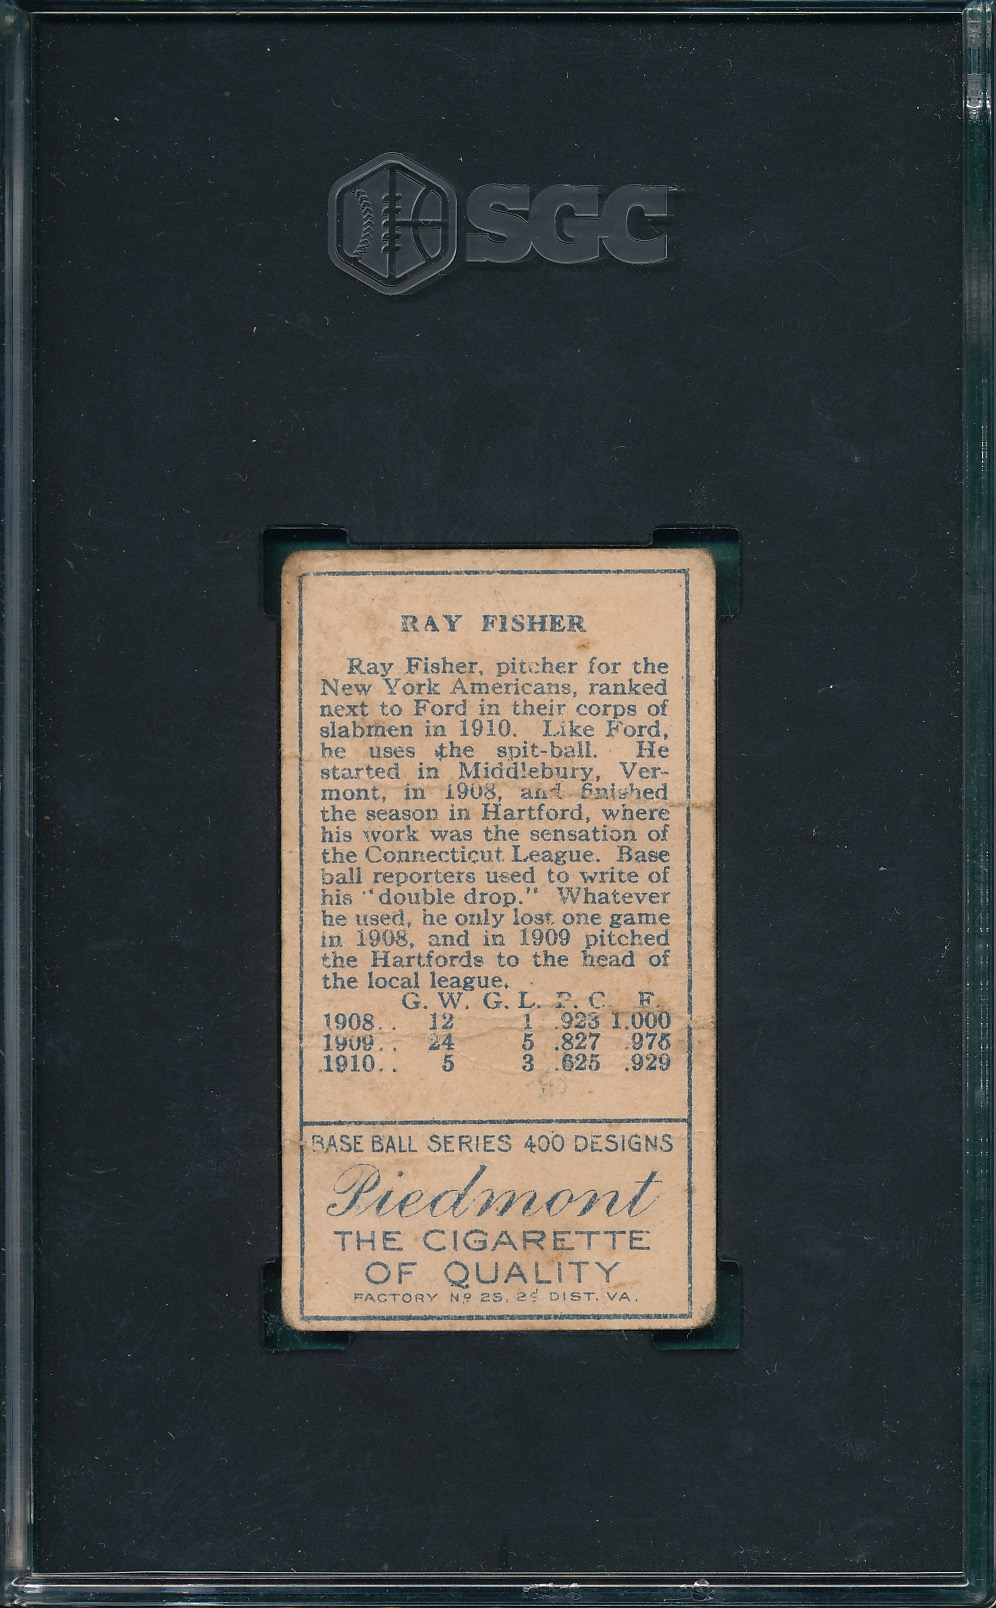 SGC
RAY FISHER
Ray Fisher, pitcher for the
New York Americans, ranked
next to Ford in their corps of
slabmen in 1910. Like Ford,
he uses the spit-ball. He
started in Middlebury, Ver-
mont, in 1908, and finished
the season in Hartford, where
his work was the sensation of
the Connecticut League. Base
ball reporters used to write of
his "double drop." Whatever
he used, he only lost one game
in 1908, and in 1909 pitched
the Hartfords to the head of
the local league.
G. W. G. L. P. C. F.
1908.. 12 1 .923 1.000
1909.. 24 5 .827 .976
1910.. 5 3 .625 .929
BASE BALL SERIES 400 DESIGNS
Piedmont
THE CIGARETTE
OF QUALITY
FACTORY Nº 25, 2d DIST. VA.